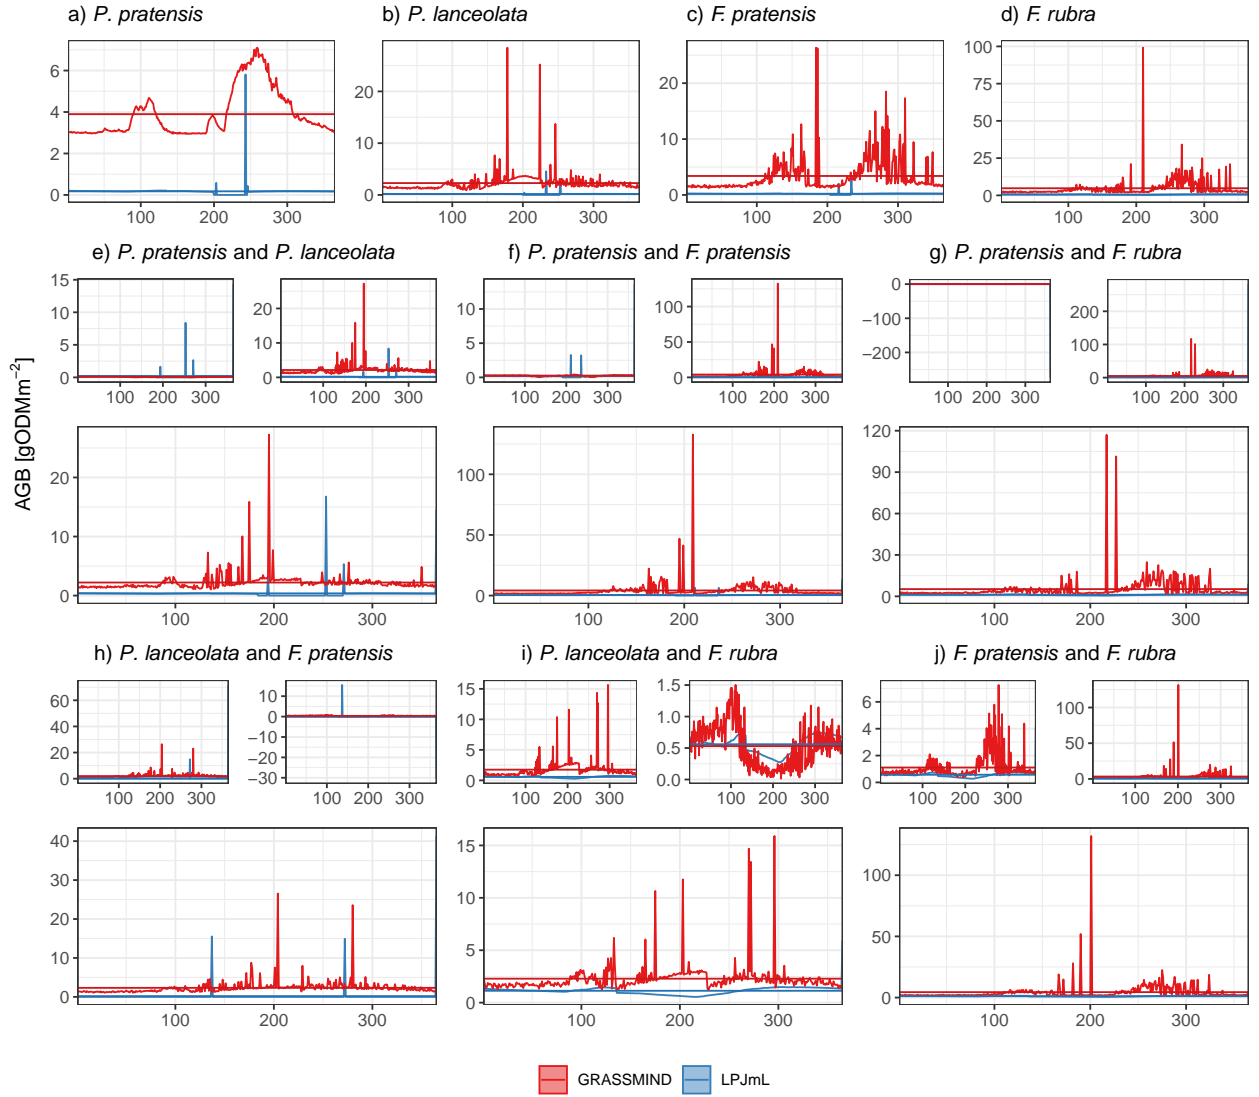 a) P. pratensis
b) P. lanceolata
c) F. pratensis
d) F. rubra
6
4
2
0
100 200 300
20
10
0
0 100 200 300
20
10
0
0 100 200 300
100
75
50
25
0
100 200 300
e) P. pratensis and P. lanceolata
f) P. pratensis and F. pratensis
g) P. pratensis and F. rubra
15
10
5
0
100 200 300
20
10
0
0 100 200 300
10
5
0
100 200 300
100
50
0
0 100 200 300
0
−100
−200
100 200 300
200
100
0
0 100 200 300
AGB [gODMm−2]
20
10
0
100 200 300
100
50
0
100 200 300
120
90
60
30
0
100 200 300
h) P. lanceolata and F. pratensis
i) P. lanceolata and F. rubra
j) F. pratensis and F. rubra
60
40
20
0
100 200 300
10
0
−10
−20
−30
100 200 300
15
10
5
0
100 200 300
1.5
1.0
0.5
0.0
100 200 300
6
4
2
0
100 200 300
100
50
0
100 200 300
40
30
20
10
0
100 200 300
15
10
5
0
100 200 300
100
50
0
100 200 300
GRASSMIND
LPJmL